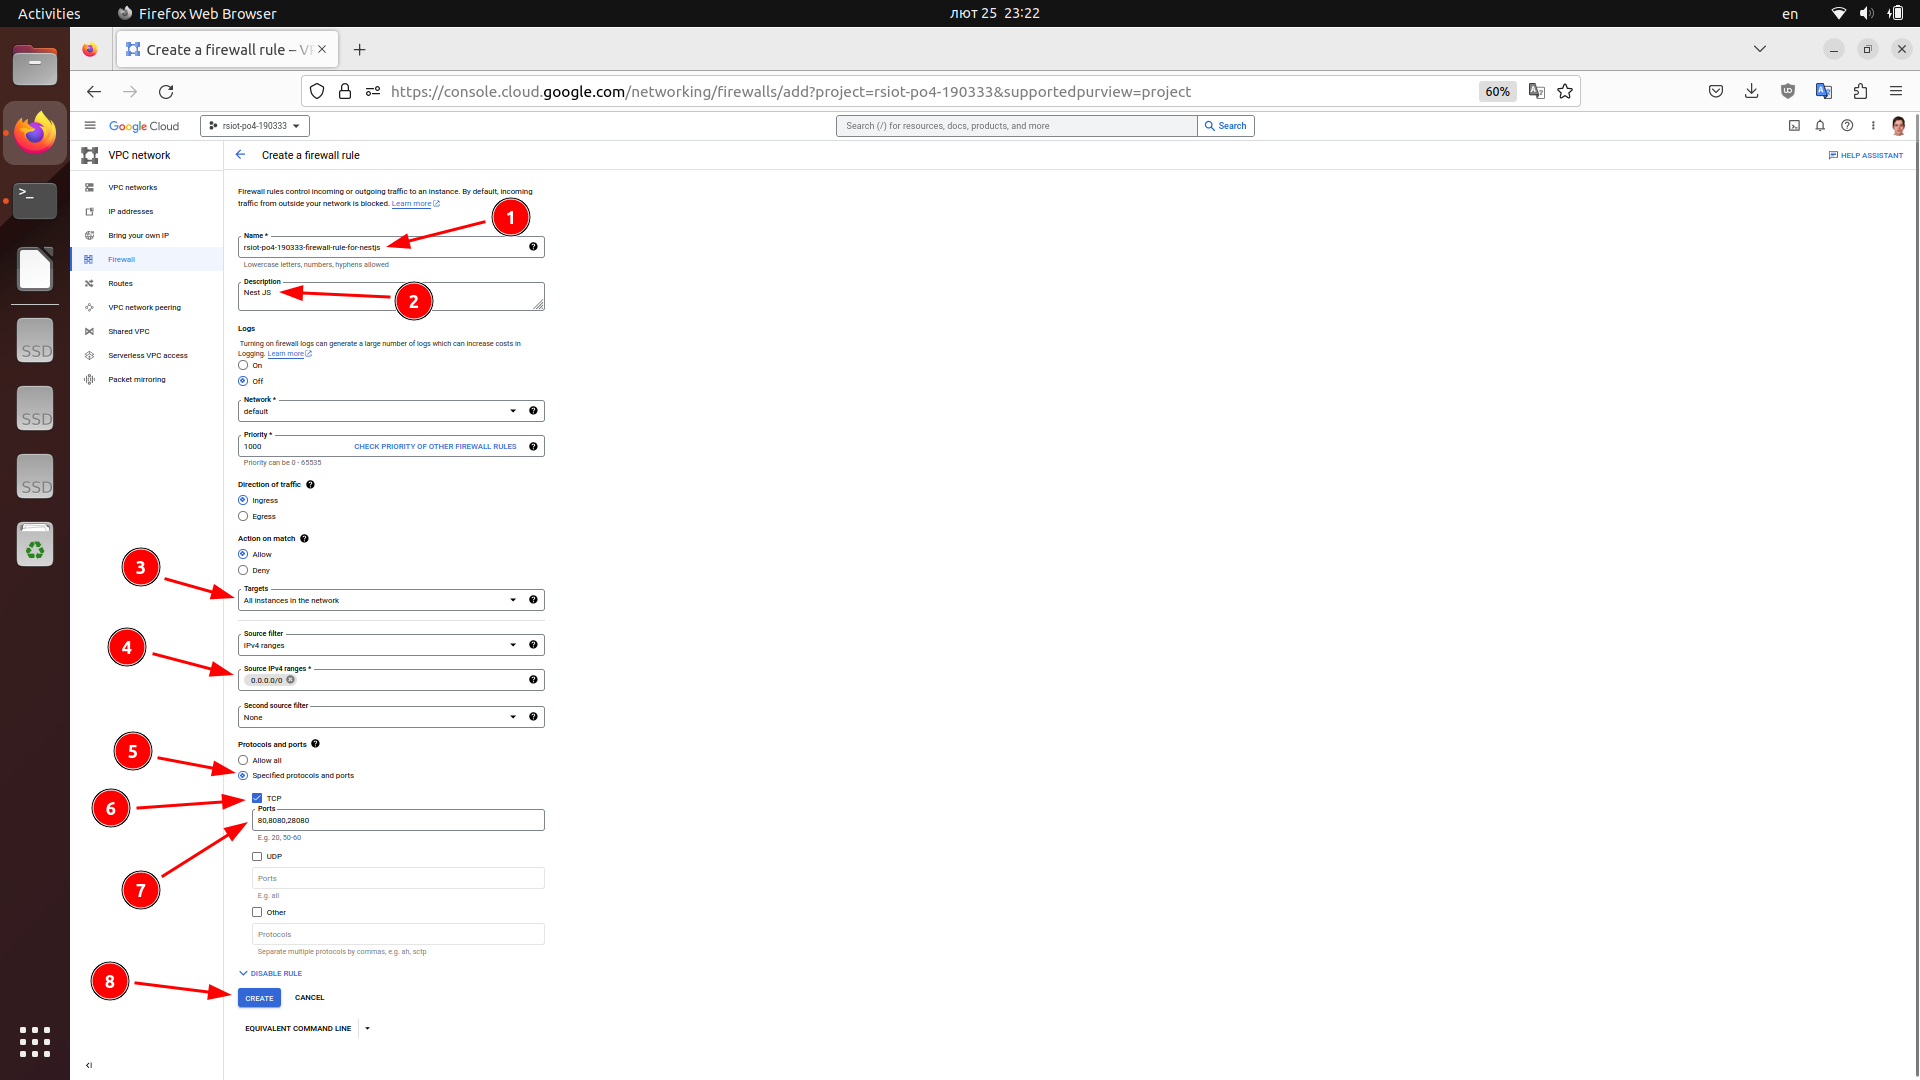 Activities
Firefox Web Browser
лют 25 23:22
en
Create a firewall rule – VP
https://console.cloud.google.com/networking/firewalls/add?project=rsiot-po4-190333&supportedpurview=project
60%
Google Cloud
rsiot-po4-190333
Search (/) for resources, docs, products, and more
Search
VPC network
Create a firewall rule
HELP ASSISTANT
VPC networks
IP addresses
Bring your own IP
Firewall
Routes
VPC network peering
Shared VPC
Serverless VPC access
Packet mirroring
Firewall rules control incoming or outgoing traffic to an instance. By default, incoming
traffic from outside your network is blocked. Learn more
1
Name *
rsiot-po4-190333-firewall-rule-for-nestjs
Lowercase letters, numbers, hyphens allowed
Description
Nest JS
2
Logs
Turning on firewall logs can generate a large number of logs which can increase costs in
Logging. Learn more
On
Off
Network *
default
Priority *
1000
CHECK PRIORITY OF OTHER FIREWALL RULES
Priority can be 0 - 65535
Direction of traffic
Ingress
Egress
Action on match
Allow
Deny
3
Targets
All instances in the network
Source filter
IPv4 ranges
4
Source IPv4 ranges *
0.0.0.0/0
Second source filter
None
Protocols and ports
5
Allow all
Specified protocols and ports
6
TCP
Ports
80,8080,28080
E.g. 20, 50-60
7
UDP
Ports
E.g. all
Other
Protocols
Separate multiple protocols by commas, e.g. ah, sctp
DISABLE RULE
8
CREATE
CANCEL
EQUIVALENT COMMAND LINE
SSD
SSD
SSD